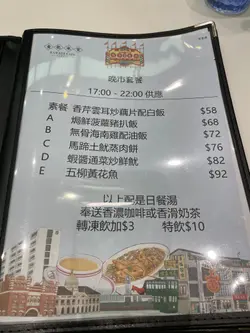 晚市套餐
17:00 - 22:00 供應
素餐 香芹雲耳炒藕片配白飯 $58
A 焗鮮菠蘿豬扒飯 $68
B 無骨海南雞配油飯 $72
C 馬蹄土魷蒸肉餅 $76
D 蝦醬通菜炒鮮魷 $82
E 五柳黃花魚 $92
以上配是日餐湯
奉送香濃咖啡或香滑奶茶
轉凍飲加$3 特飲$10